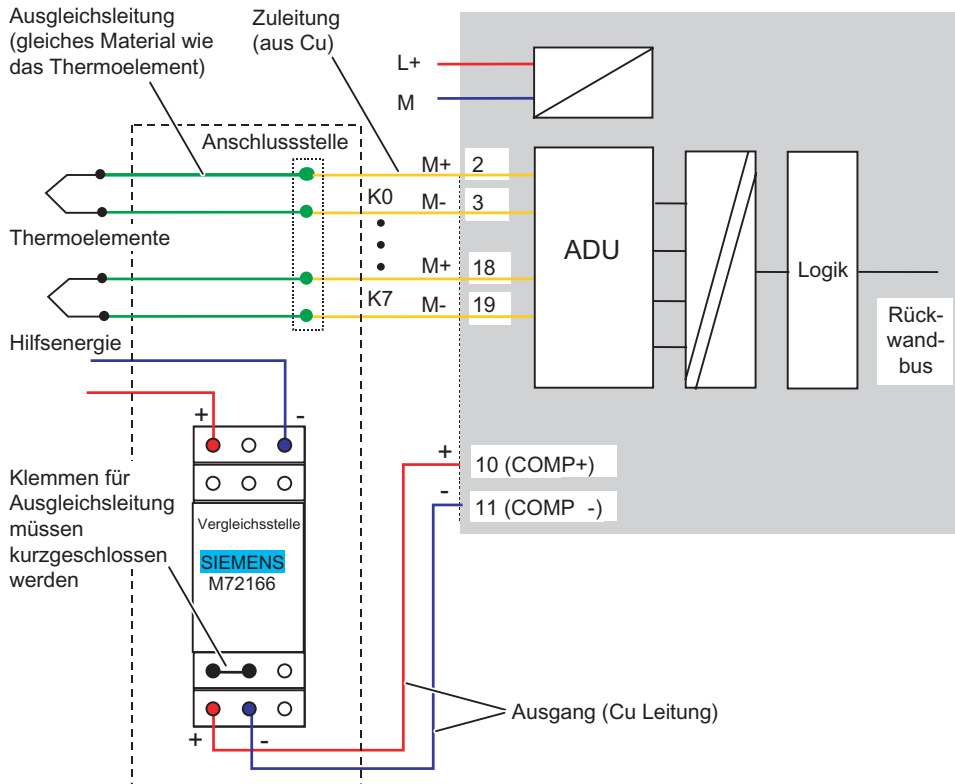 Ausgleichsleitung
(gleiches Material wie
das Thermoelement)
Zuleitung
(aus Cu)
L+
M
Anschlussstelle
M+ 2
K0
M- 3
Thermoelemente
M+ 18
K7
M- 19
ADU
Logik
Rück-
wand-
bus
Hilfsenergie
+ -
Klemmen für
Ausgleichsleitung
müssen
kurzgeschlossen
werden
Vergleichsstelle
SIEMENS
M72166
+ 10 (COMP+)
- 11 (COMP -)
Ausgang (Cu Leitung)
+ -